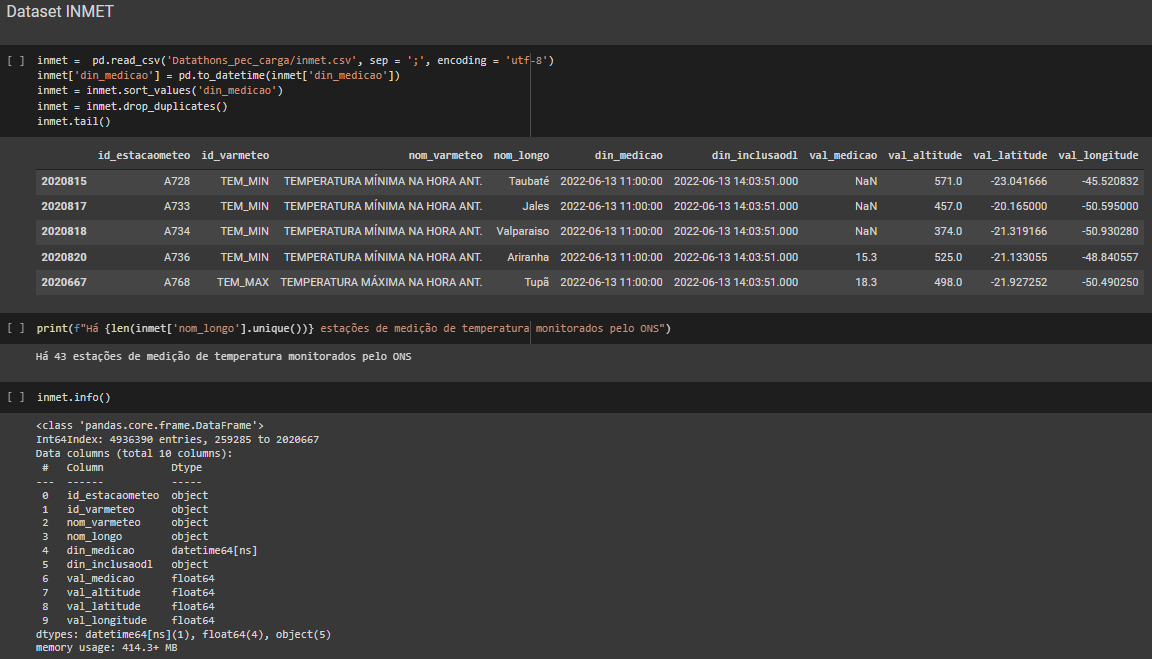 Dataset INMET
[ ] inmet =  pd.read_csv('Datathons_pec_carga/inmet.csv', sep = ';', encoding = 'utf-8')
inmet['din_medicao'] = pd.to_datetime(inmet['din_medicao'])
inmet = inmet.sort_values('din_medicao')
inmet = inmet.drop_duplicates()
inmet.tail()
id_estacaometeo id_varmeteo nom_varmeteo nom_longo din_medicao din_inclusaodl val_medicao val_altitude val_latitude val_longitude
2020815 A728 TEM_MIN TEMPERATURA MÍNIMA NA HORA ANT. Taubaté 2022-06-13 11:00:00 2022-06-13 14:03:51.000 NaN 571.0 -23.041666 -45.520832
2020817 A733 TEM_MIN TEMPERATURA MÍNIMA NA HORA ANT. Jales 2022-06-13 11:00:00 2022-06-13 14:03:51.000 NaN 457.0 -20.165000 -50.595000
2020818 A734 TEM_MIN TEMPERATURA MÍNIMA NA HORA ANT. Valparaiso 2022-06-13 11:00:00 2022-06-13 14:03:51.000 NaN 374.0 -21.319166 -50.930280
2020820 A736 TEM_MIN TEMPERATURA MÍNIMA NA HORA ANT. Ariranha 2022-06-13 11:00:00 2022-06-13 14:03:51.000 15.3 525.0 -21.133055 -48.840557
2020667 A768 TEM_MAX TEMPERATURA MÁXIMA NA HORA ANT. Tupã 2022-06-13 11:00:00 2022-06-13 14:03:51.000 18.3 498.0 -21.927252 -50.490250
[ ] print(f"Há {len(inmet['nom_longo'].unique())} estações de medição de temperatura monitorados pelo ONS")
Há 43 estações de medição de temperatura monitorados pelo ONS
[ ] inmet.info()
<class 'pandas.core.frame.DataFrame'>
Int64Index: 4936390 entries, 259285 to 2020667
Data columns (total 10 columns):
#   Column           Dtype
---  ------           -----
0   id_estacaometeo  object
1   id_varmeteo      object
2   nom_varmeteo     object
3   nom_longo        object
4   din_medicao      datetime64[ns]
5   din_inclusaodl   object
6   val_medicao      float64
7   val_altitude     float64
8   val_latitude     float64
9   val_longitude    float64
dtypes: datetime64[ns](1), float64(4), object(5)
memory usage: 414.3+ MB